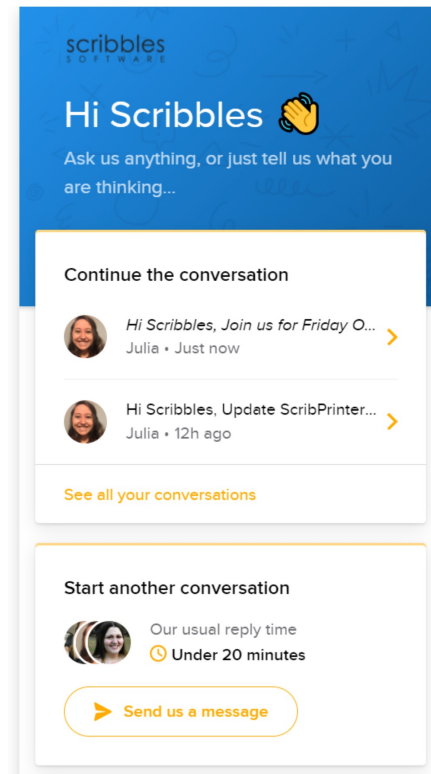 scribbles
SOFTWARE
Hi Scribbles 👋
Ask us anything, or just tell us what you
are thinking...
Continue the conversation
Hi Scribbles, Join us for Friday O...
Julia • Just now
Hi Scribbles, Update ScribPrinter...
Julia • 12h ago
See all your conversations
Start another conversation
Our usual reply time
Under 20 minutes
Send us a message